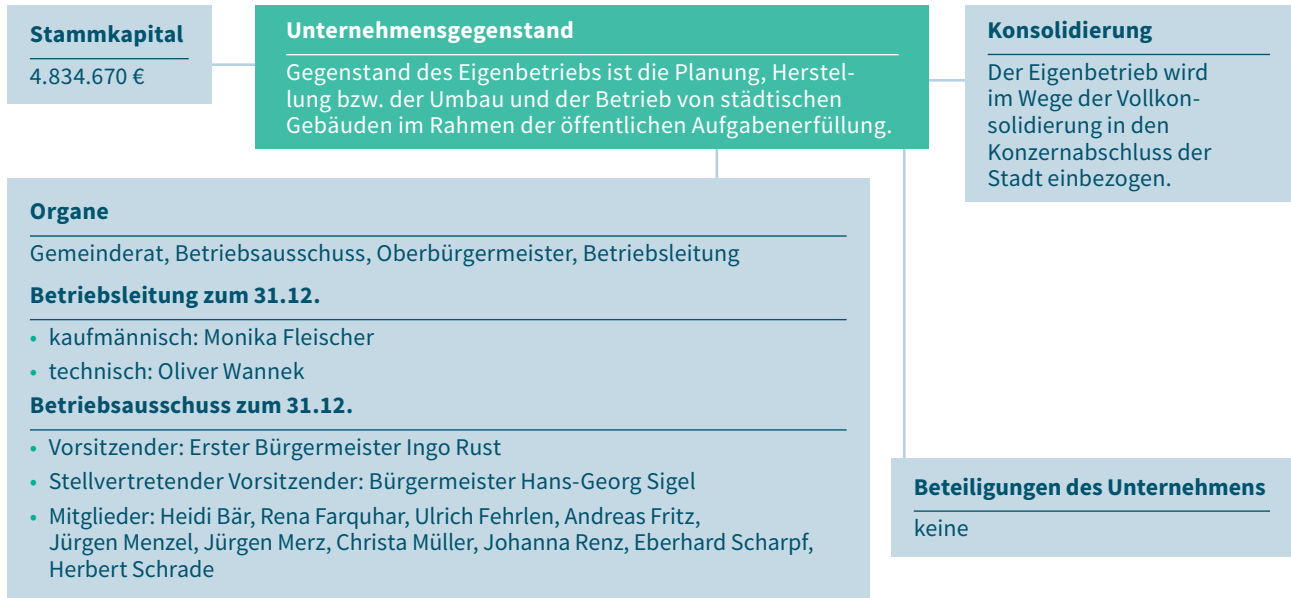 Stammkapital
4.834.670 €
Unternehmensgegenstand
Gegenstand des Eigenbetriebs ist die Planung, Herstel-
lung bzw. der Umbau und der Betrieb von städtischen
Gebäuden im Rahmen der öffentlichen Aufgabenerfüllung.
Konsolidierung
Der Eigenbetrieb wird
im Wege der Vollkon-
solidierung in den
Konzernabschluss der
Stadt einbezogen.
Organe
Gemeinderat, Betriebsausschuss, Oberbürgermeister, Betriebsleitung
Betriebsleitung zum 31.12.
• kaufmännisch: Monika Fleischer
• technisch: Oliver Wannek
Betriebsausschuss zum 31.12.
• Vorsitzender: Erster Bürgermeister Ingo Rust
• Stellvertretender Vorsitzender: Bürgermeister Hans-Georg Sigel
• Mitglieder: Heidi Bär, Rena Farquhar, Ulrich Fehrlen, Andreas Fritz,
Jürgen Menzel, Jürgen Merz, Christa Müller, Johanna Renz, Eberhard Scharpf,
Herbert Schrade
Beteiligungen des Unternehmens
keine